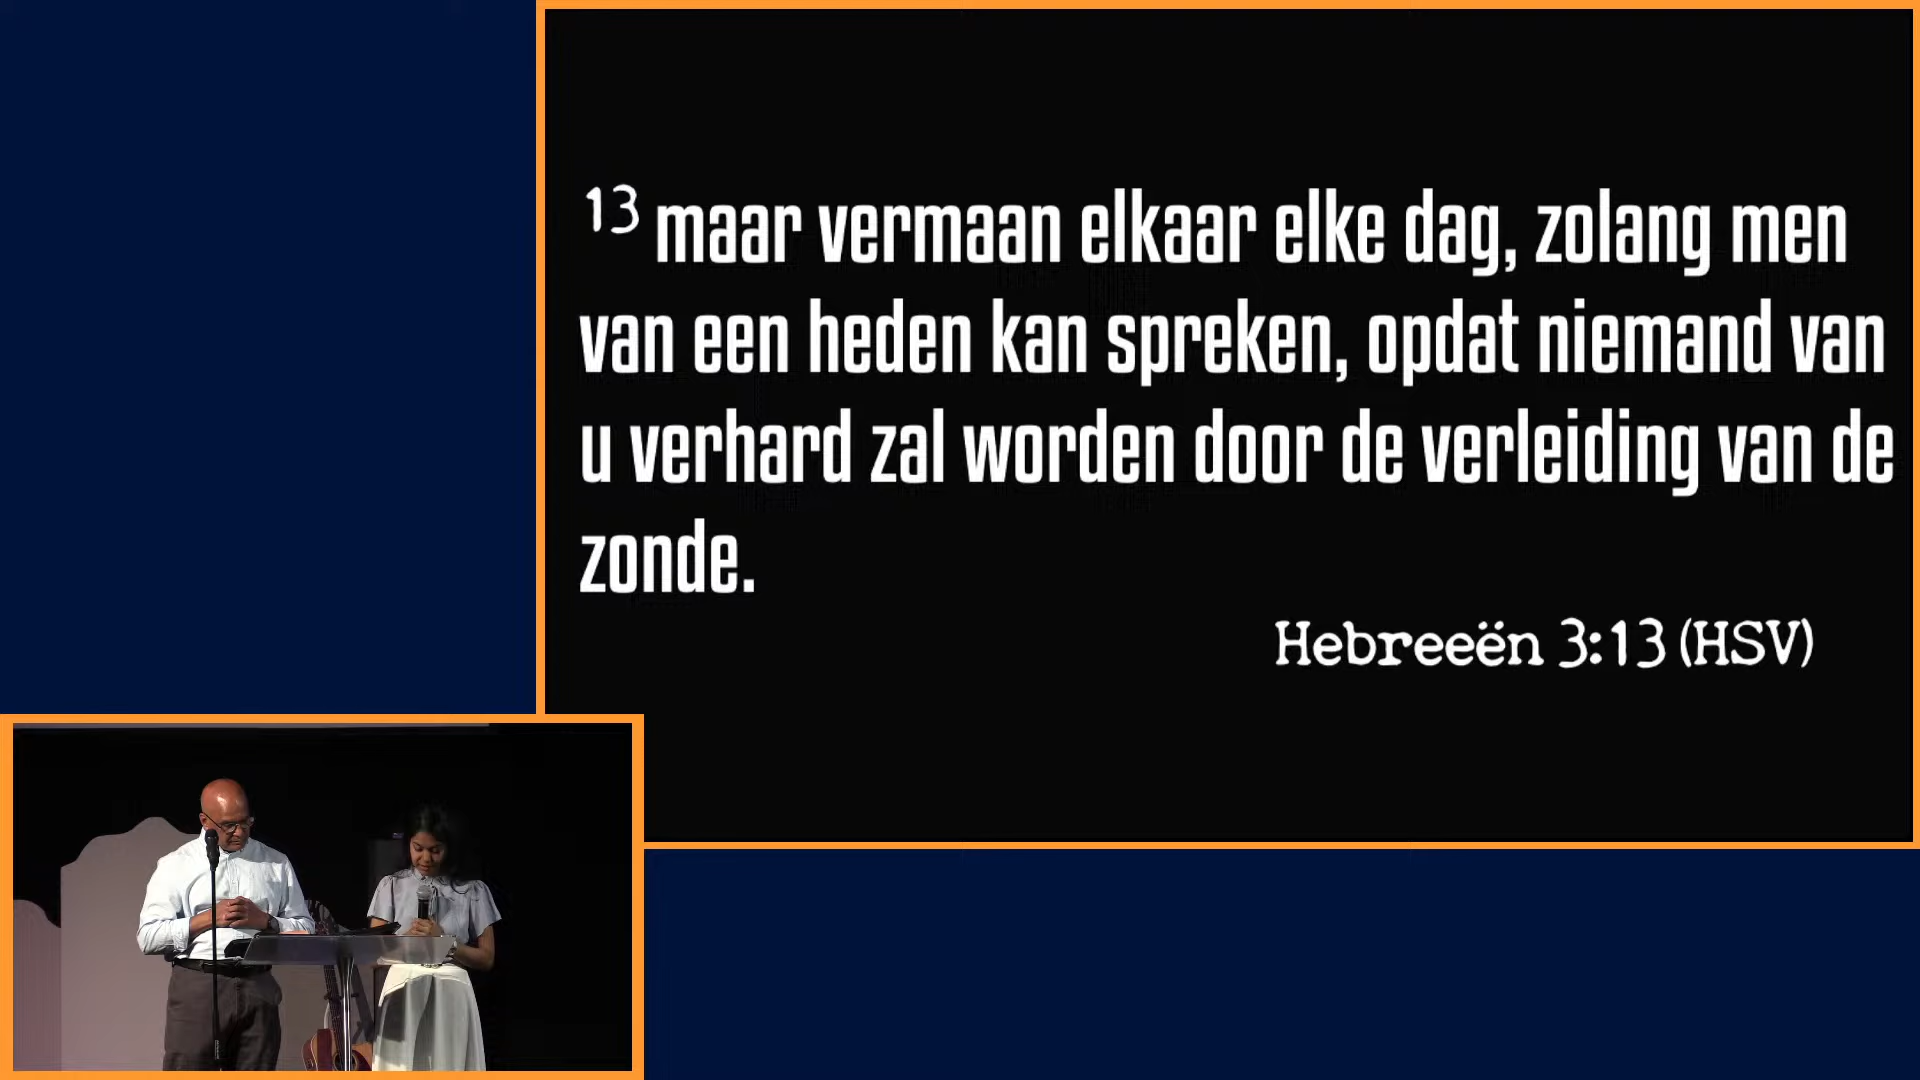 13 maar vermaan elkaar elke dag, zolang men
van een heden kan spreken, opdat niemand van
u verhard zal worden door de verleiding van de
zonde.
Hebreeën 3:13 (HSV)